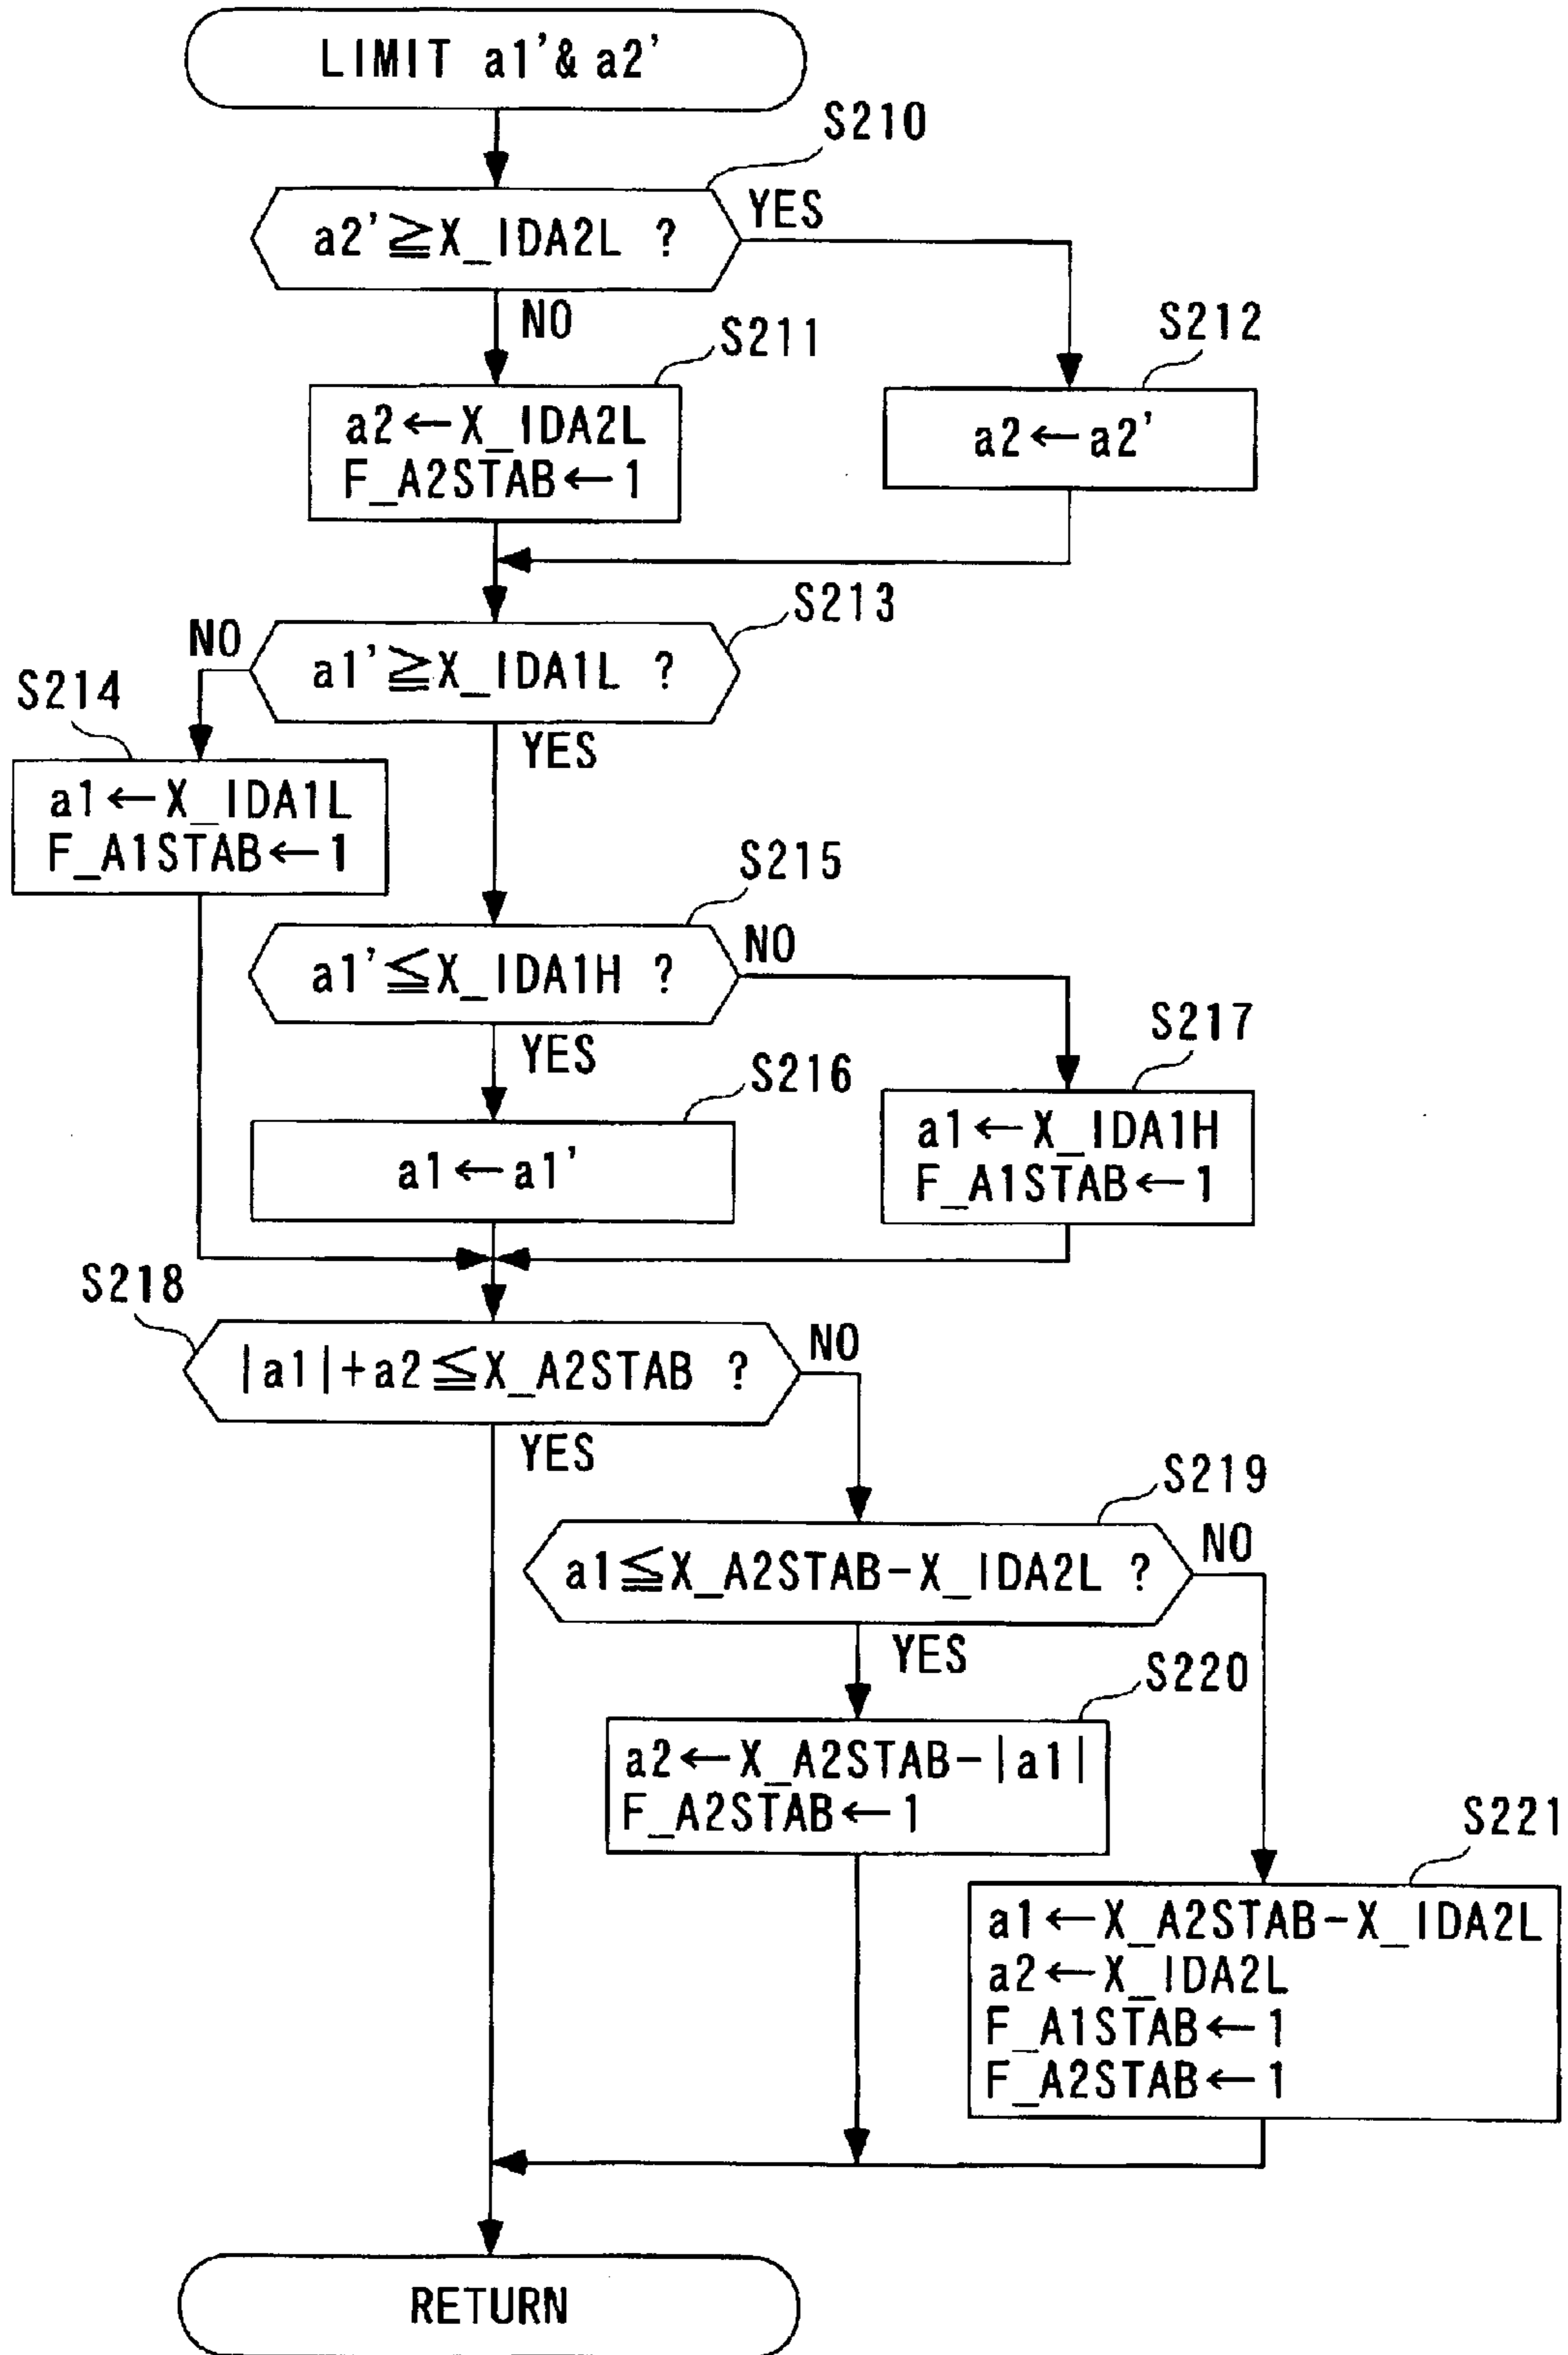 LIMIT a1'& a2'
S210
a2'≧X_IDA2L ?
YES
NO
S211
S212
a2←X_IDA2L
F_A2STAB←1
a2←a2'
S213
NO
a1'≧X_IDA1L ?
S214
YES
a1←X_IDA1L
F_A1STAB←1
S215
a1'≦X_IDA1H ?
NO
YES
S217
S216
a1←X_IDA1H
F_A1STAB←1
a1←a1'
S218
|a1|+a2≦X_A2STAB ?
NO
YES
S219
a1≦X_A2STAB-X_IDA2L ?
NO
YES
S220
a2←X_A2STAB-|a1|
F_A2STAB←1
S221
a1←X_A2STAB-X_IDA2L
a2←X_IDA2L
F_A1STAB←1
F_A2STAB←1
RETURN